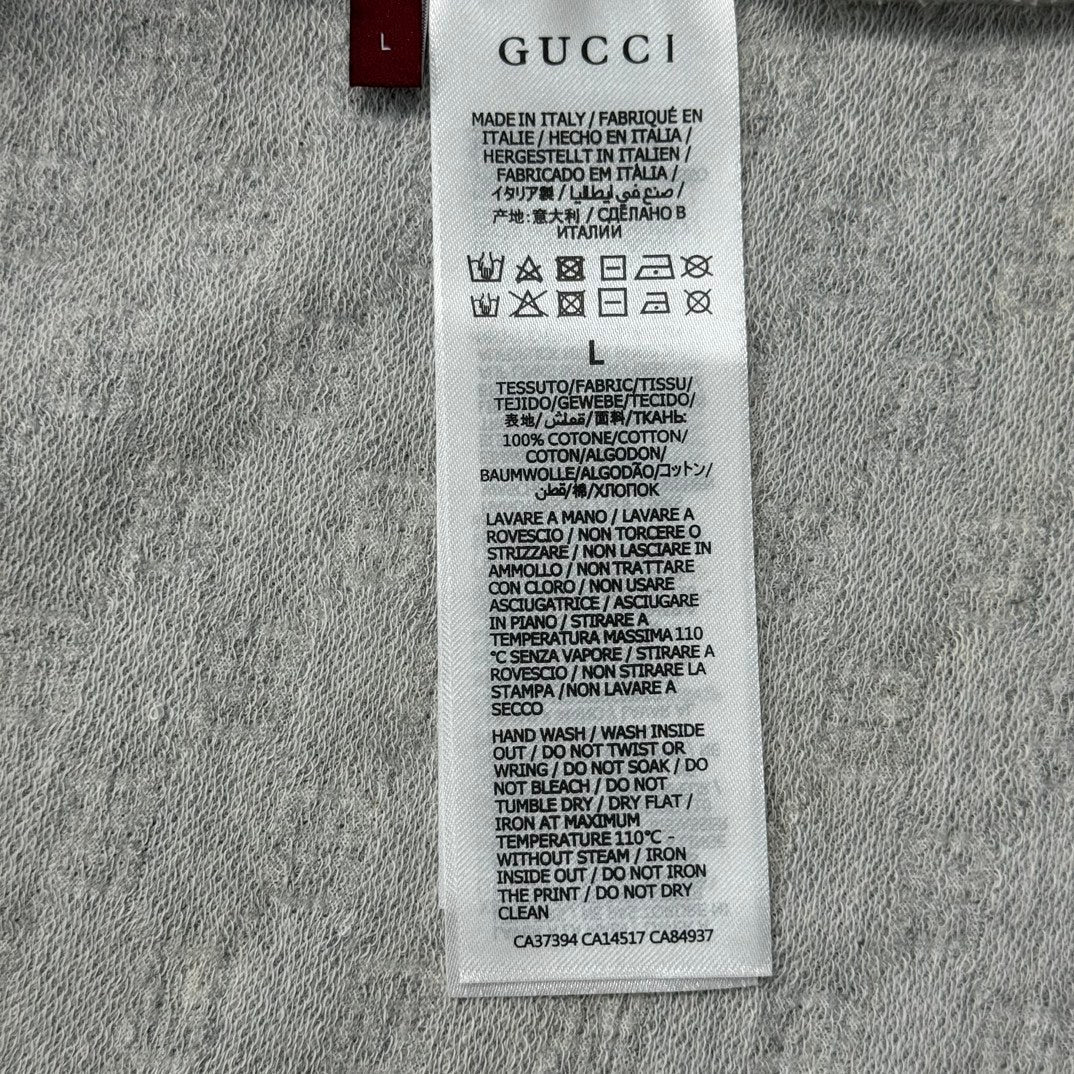 L
GUCCI
MADE IN ITALY / FABRIQUÉ EN
ITALIE / HECHO EN ITALIA /
HERGESTELLT IN ITALIEN /
FABRICADO EM ITÀLIA /
イタリア製 / صنع في إيطاليا /
产地:意大利 / СДЕЛАНО В
ИТАЛИИ
L
TESSUTO/FABRIC/TISSU/
TEJIDO/GEWEBE/TECIDO/
表地/قماش/面料/ТКАНЬ:
100% COTONE/COTTON/
COTON/ALGODON/
BAUMWOLLE/ALGODÃO/コットン/
قطن/棉/ХЛОПОК
LAVARE A MANO / LAVARE A
ROVESCIO / NON TORCERE O
STRIZZARE / NON LASCIARE IN
AMMOLLO / NON TRATTARE
CON CLORO / NON USARE
ASCIUGATRICE / ASCIUGARE
IN PIANO / STIRARE A
TEMPERATURA MASSIMA 110
°C SENZA VAPORE / STIRARE A
ROVESCIO / NON STIRARE LA
STAMPA /NON LAVARE A
SECCO
HAND WASH / WASH INSIDE
OUT / DO NOT TWIST OR
WRING / DO NOT SOAK / DO
NOT BLEACH / DO NOT
TUMBLE DRY / DRY FLAT /
IRON AT MAXIMUM
TEMPERATURE 110°C -
WITHOUT STEAM / IRON
INSIDE OUT / DO NOT IRON
THE PRINT / DO NOT DRY
CLEAN
CA37394 CA14517 CA84937